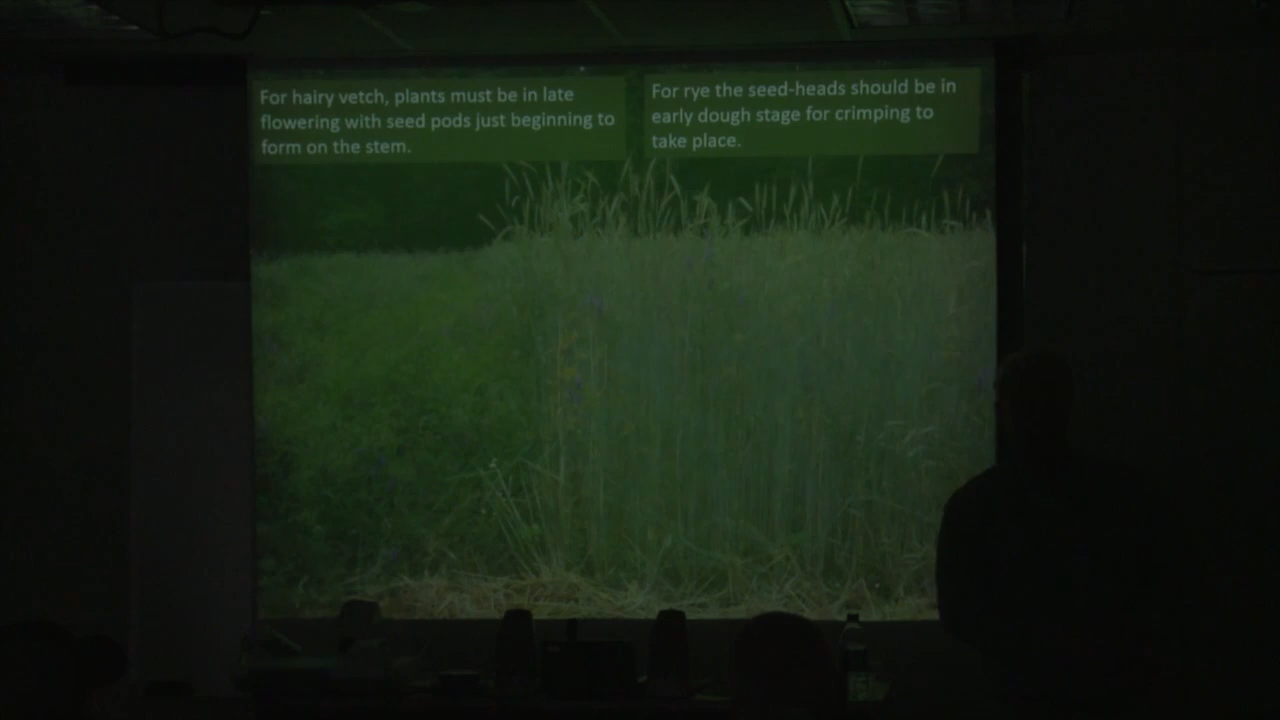 For hairy vetch, plants must be in late
flowering with seed pods just beginning to
form on the stem.
For rye the seed-heads should be in
early dough stage for crimping to
take place.